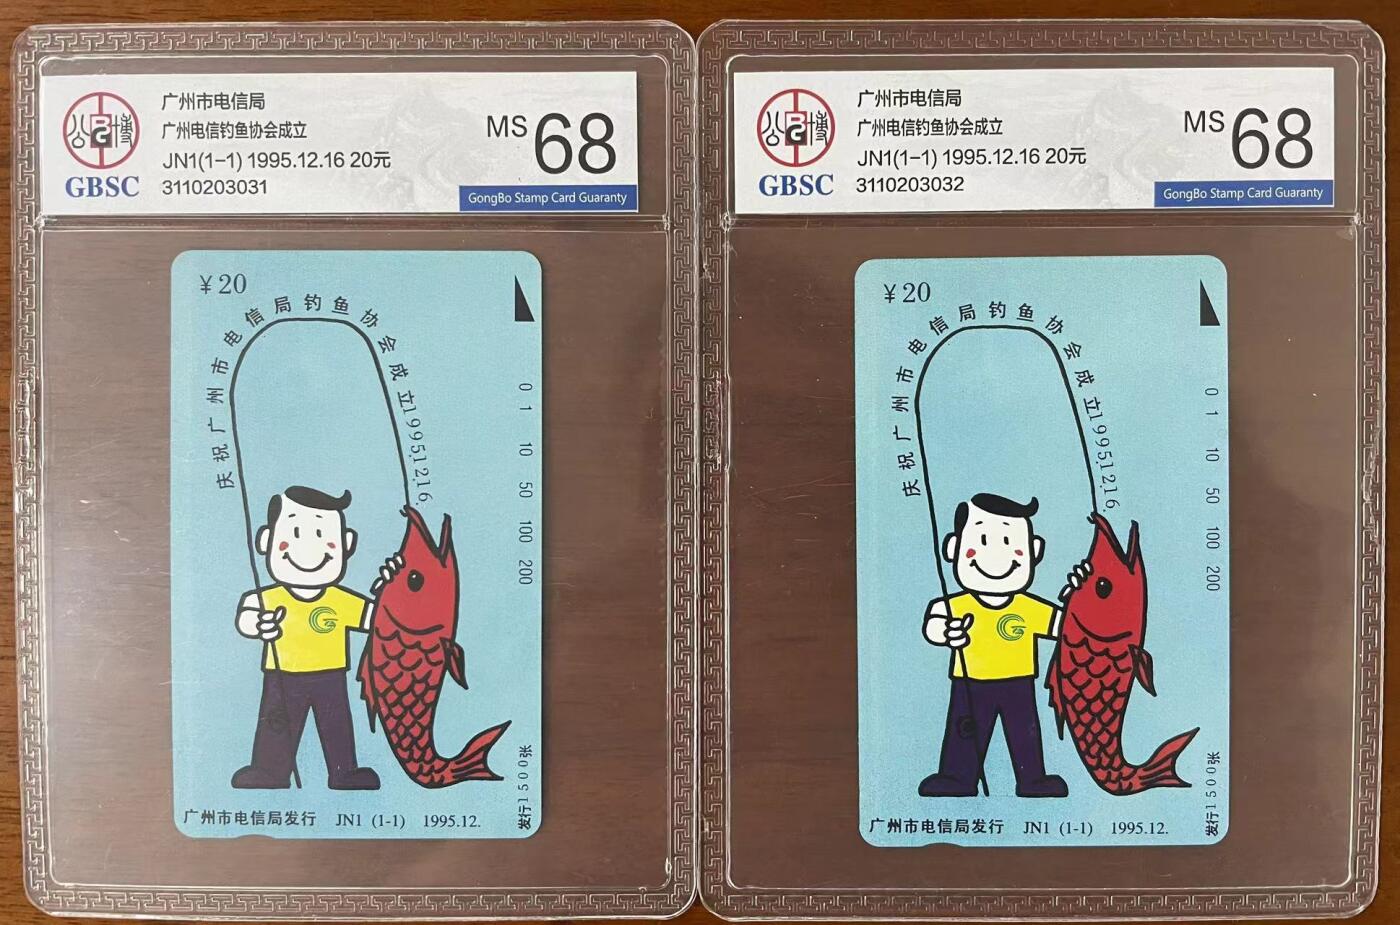 公
BG
博
GBSC
广州市电信局
广州电信钓鱼协会成立
JN1(1-1) 1995.12.16 20元
3110203031
MS 68
GongBo Stamp Card Guaranty
¥20
庆祝广州市电信局钓鱼协会成立1995.12.16.
0 1 10 50 100 200
广州市电信局发行 JN1 (1-1) 1995.12.
发行1500张
公
BG
博
GBSC
广州市电信局
广州电信钓鱼协会成立
JN1(1-1) 1995.12.16 20元
3110203032
MS 68
GongBo Stamp Card Guaranty
¥20
庆祝广州市电信局钓鱼协会成立1995.12.16.
0 1 10 50 100 200
广州市电信局发行 JN1 (1-1) 1995.12.
发行1500张